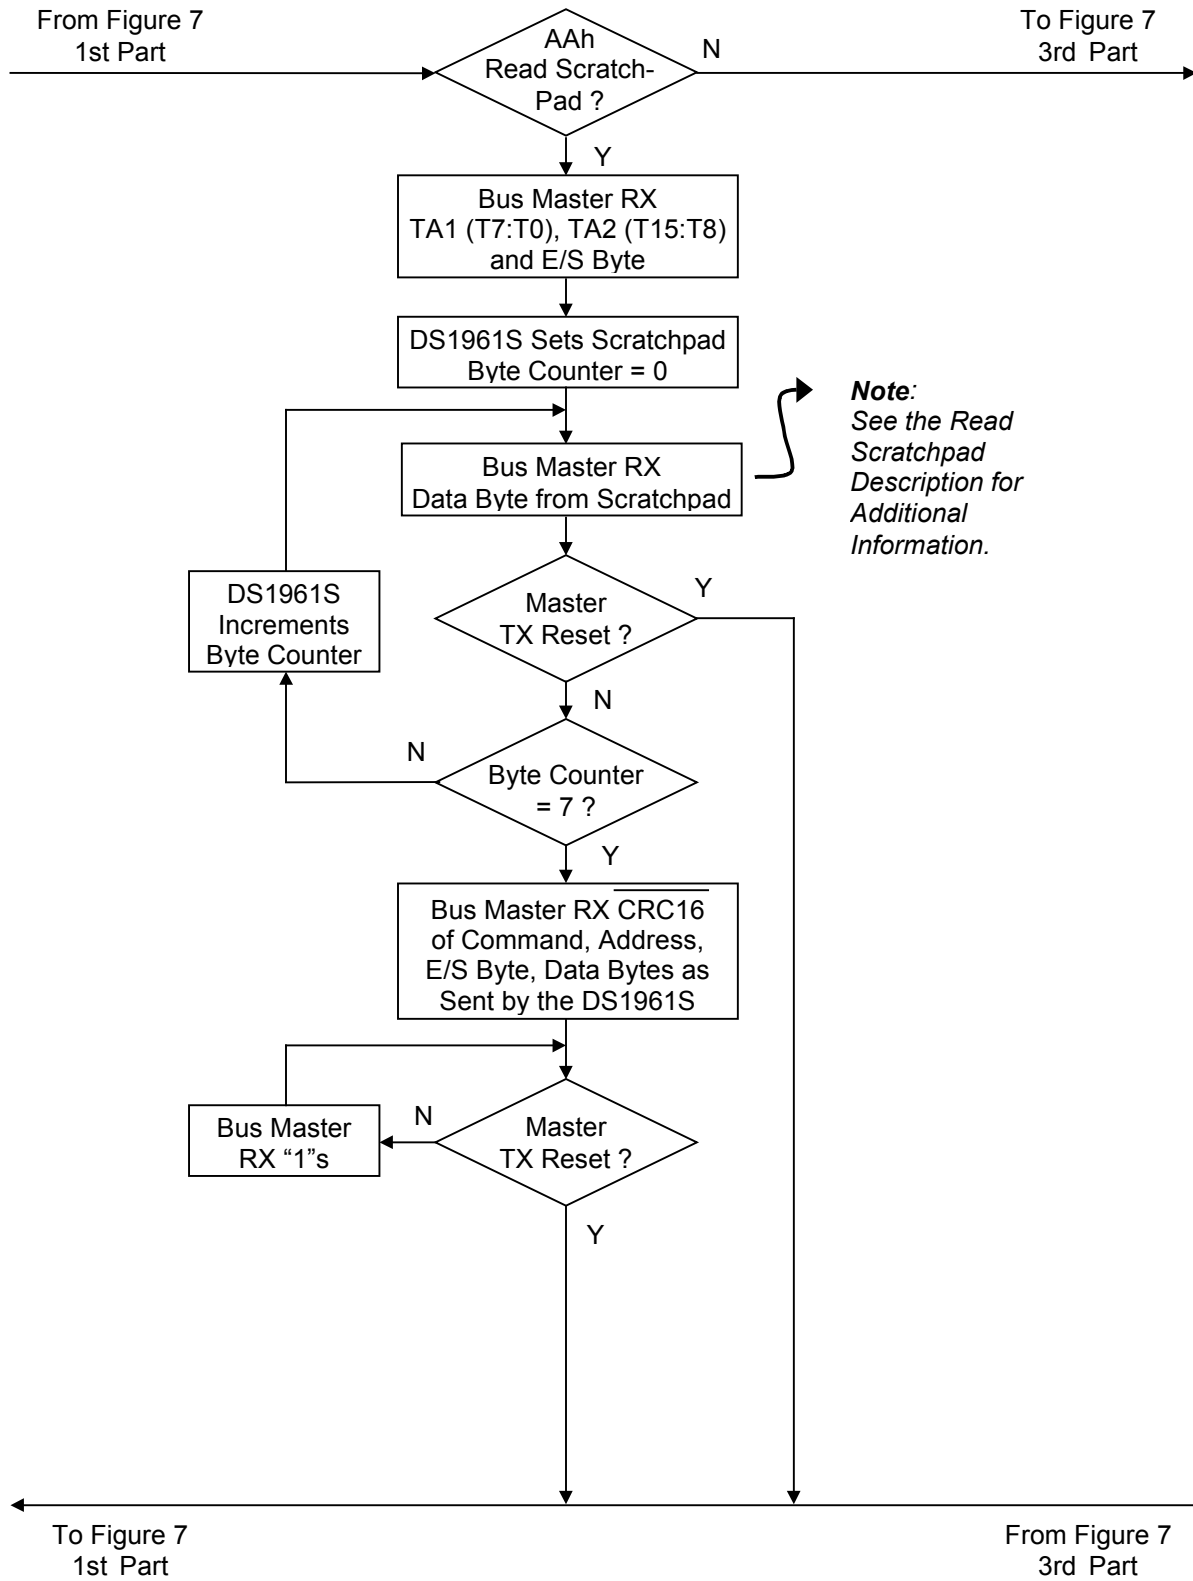 From Figure 7
1st Part
AAh
Read Scratch-
Pad ?
N
To Figure 7
3rd Part
Y
Bus Master RX
TA1 (T7:T0), TA2 (T15:T8)
and E/S Byte
DS1961S Sets Scratchpad
Byte Counter = 0
Note:
See the Read
Scratchpad
Description for
Additional
Information.
Bus Master RX
Data Byte from Scratchpad
DS1961S
Increments
Byte Counter
Master
TX Reset ?
Y
N
N
Byte Counter
= 7 ?
Y
Bus Master RX CRC16
of Command, Address,
E/S Byte, Data Bytes as
Sent by the DS1961S
Bus Master
RX “1”s
N
Master
TX Reset ?
Y
To Figure 7
1st Part
From Figure 7
3rd Part